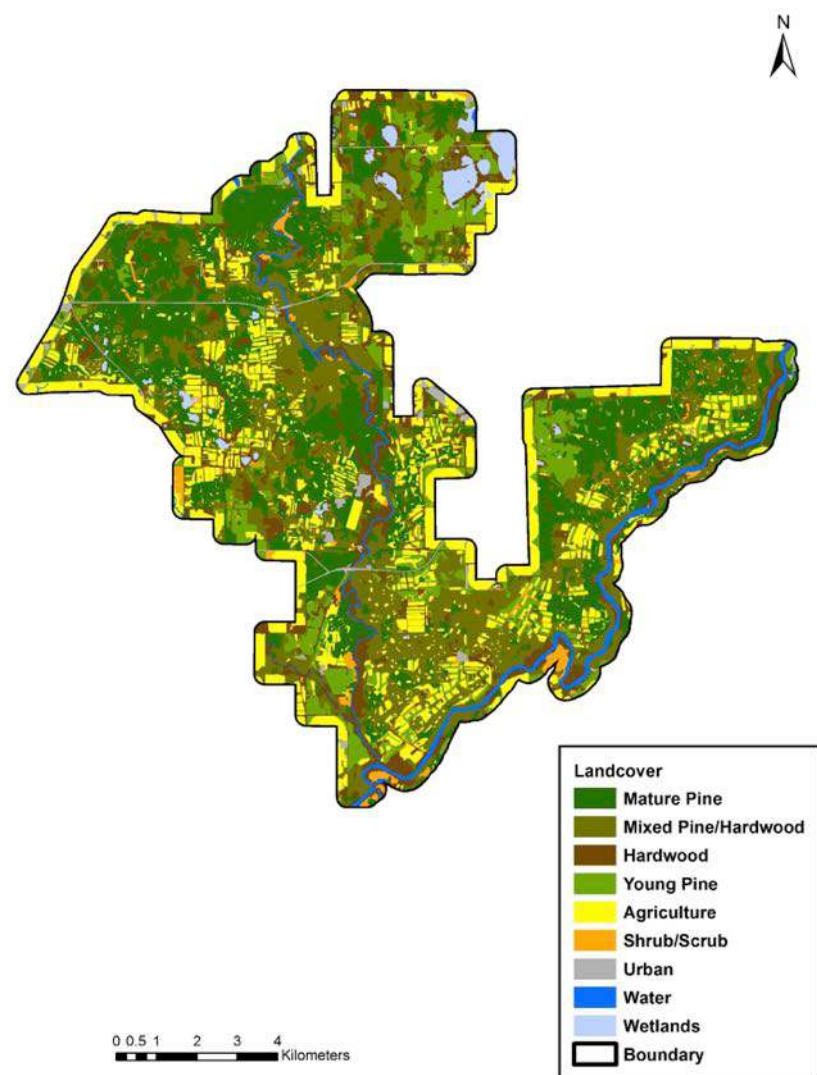 N
Landcover
Mature Pine
Mixed Pine/Hardwood
Hardwood
Young Pine
Agriculture
Shrub/Scrub
Urban
Water
Wetlands
Boundary
0 0.5 1 2 3 4
Kilometers